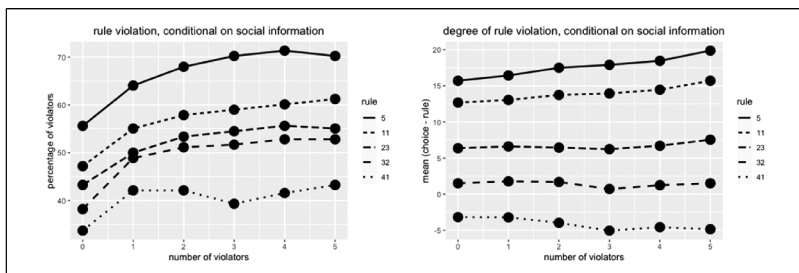 rule violation, conditional on social information
percentage of violators
70
60
50
40
0 1 2 3 4 5
number of violators
rule
5
11
23
32
41
degree of rule violation, conditional on social information
mean (choice - rule)
20
15
10
5
0
-5
0 1 2 3 4 5
number of violators
rule
5
11
23
32
41